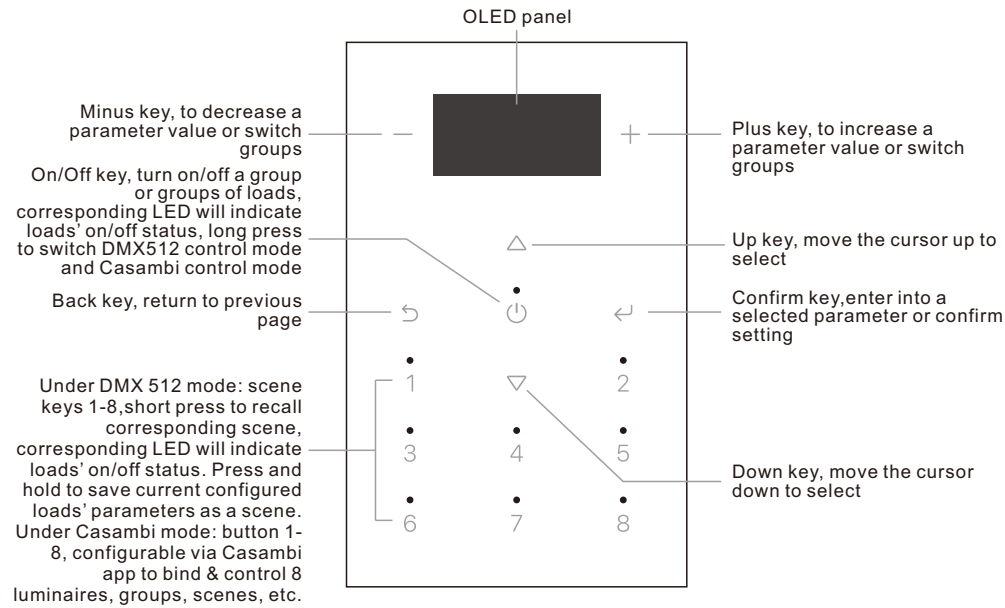 OLED panel
Minus key, to decrease a
parameter value or switch
groups
On/Off key, turn on/off a group
or groups of loads,
corresponding LED will indicate
loads’ on/off status, long press
to switch DMX512 control mode
and Casambi control mode
Back key, return to previous
page
Under DMX 512 mode: scene
keys 1-8,short press to recall
corresponding scene,
corresponding LED will indicate
loads’ on/off status. Press and
hold to save current configured
loads’ parameters as a scene.
Under Casambi mode: button 1-
8, configurable via Casambi
app to bind & control 8
luminaires, groups, scenes, etc.
1
2
3
4
5
6
7
8
Plus key, to increase a
parameter value or switch
groups
Up key, move the cursor up to
select
Confirm key,enter into a
selected parameter or confirm
setting
Down key, move the cursor
down to select